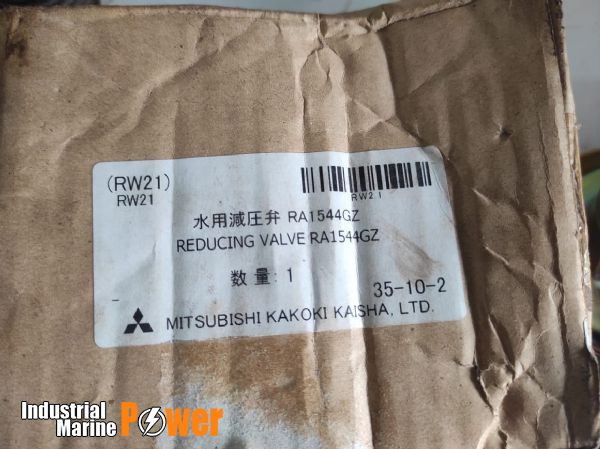 (RW21)
RW21
RW21
水用減圧弁 RA1544GZ
REDUCING VALVE RA1544GZ
数量: 1
35-10-2
MITSUBISHI KAKOKI KAISHA, LTD.
Industrial
Marine
Power